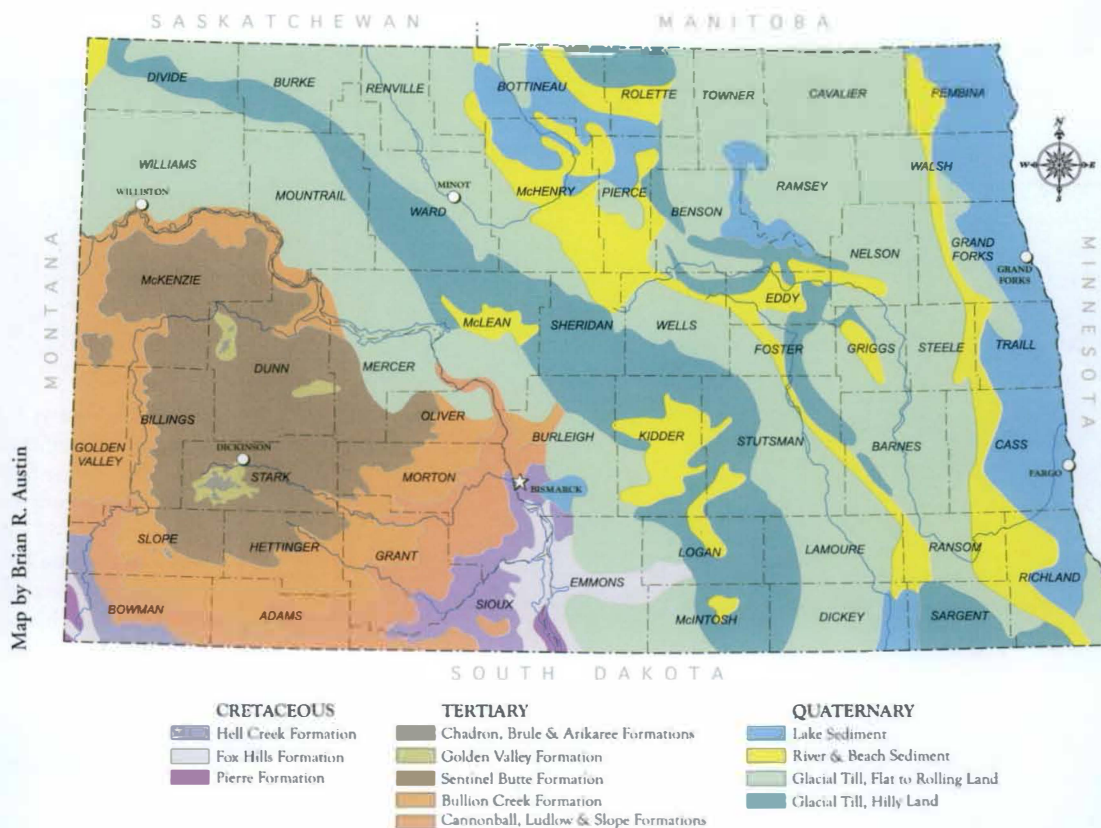 SASKATCHEWAN
MANITOBA
DIVIDE
BURKE
RENVILLE
BOTTINEAU
ROLETTE
TOWNER
CAVALIER
PEMBINA
WILLIAMS
WILLISTON
MOUNTRAIL
MINOT
WARD
McHENRY
PIERCE
BENSON
RAMSEY
WALSH
N
W
E
S
NELSON
GRAND
FORKS
GRAND
FORKS
MONTANA
MINNESOTA
McKENZIE
McLEAN
SHERIDAN
WELLS
EDDY
FOSTER
GRIGGS
STEELE
TRAILL
DUNN
MERCER
BILLINGS
OLIVER
GOLDEN
VALLEY
DICKINSON
STARK
MORTON
BURLEIGH
BISMARCK
KIDDER
STUTSMAN
BARNES
CASS
FARGO
SLOPE
HETTINGER
GRANT
EMMONS
LOGAN
LAMOURE
RANSOM
RICHLAND
BOWMAN
ADAMS
SIOUX
McINTOSH
DICKEY
SARGENT
SOUTH DAKOTA
Map by Brian R. Austin
CRETACEOUS
Hell Creek Formation
Fox Hills Formation
Pierre Formation
TERTIARY
Chadron, Brule & Arikaree Formations
Golden Valley Formation
Sentinel Butte Formation
Bullion Creek Formation
Cannonball, Ludlow & Slope Formations
QUATERNARY
Lake Sediment
River & Beach Sediment
Glacial Till, Flat to Rolling Land
Glacial Till, Hilly Land